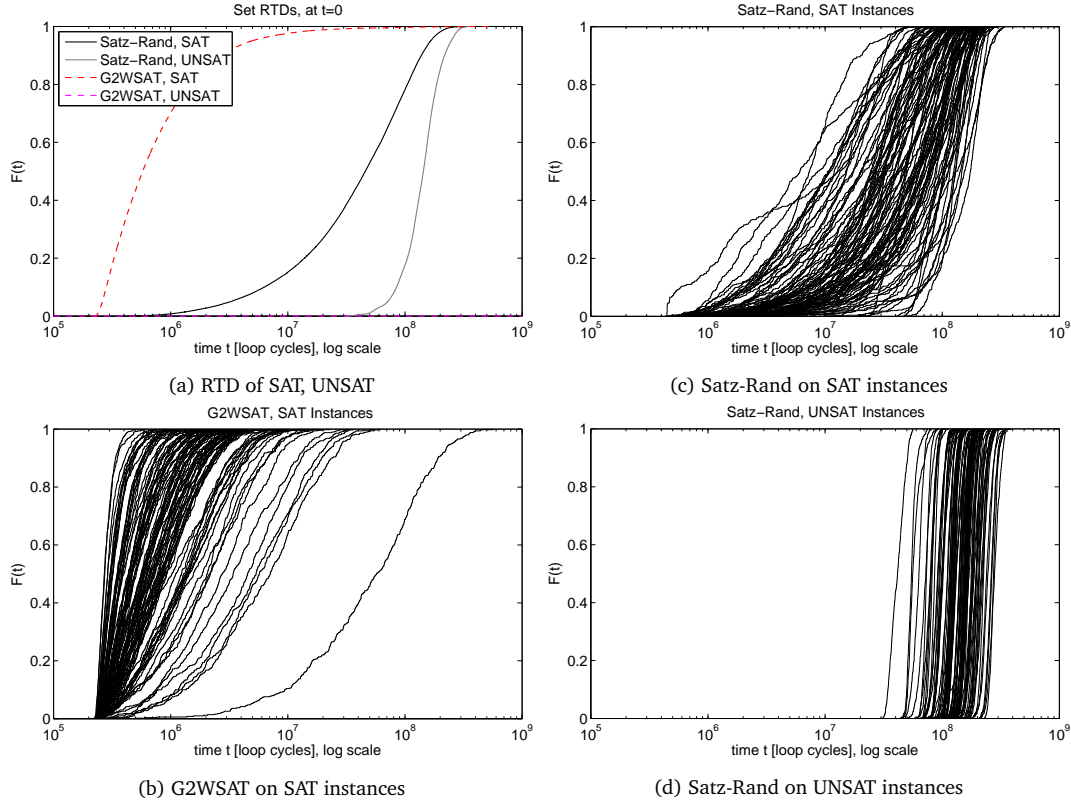 Set RTDs, at t=0
Satz−Rand, SAT
Satz−Rand, UNSAT
G2WSAT, SAT
G2WSAT, UNSAT
F(t)
1
0.8
0.6
0.4
0.2
0
10^5
10^6
10^7
10^8
10^9
time t [loop cycles], log scale
(a) RTD of SAT, UNSAT
Satz−Rand, SAT Instances
F(t)
1
0.8
0.6
0.4
0.2
0
10^5
10^6
10^7
10^8
10^9
time t [loop cycles], log scale
(c) Satz-Rand on SAT instances
G2WSAT, SAT Instances
F(t)
1
0.8
0.6
0.4
0.2
0
10^5
10^6
10^7
10^8
10^9
time t [loop cycles], log scale
(b) G2WSAT on SAT instances
Satz−Rand, UNSAT Instances
F(t)
1
0.8
0.6
0.4
0.2
0
10^5
10^6
10^7
10^8
10^9
time t [loop cycles], log scale
(d) Satz-Rand on UNSAT instances